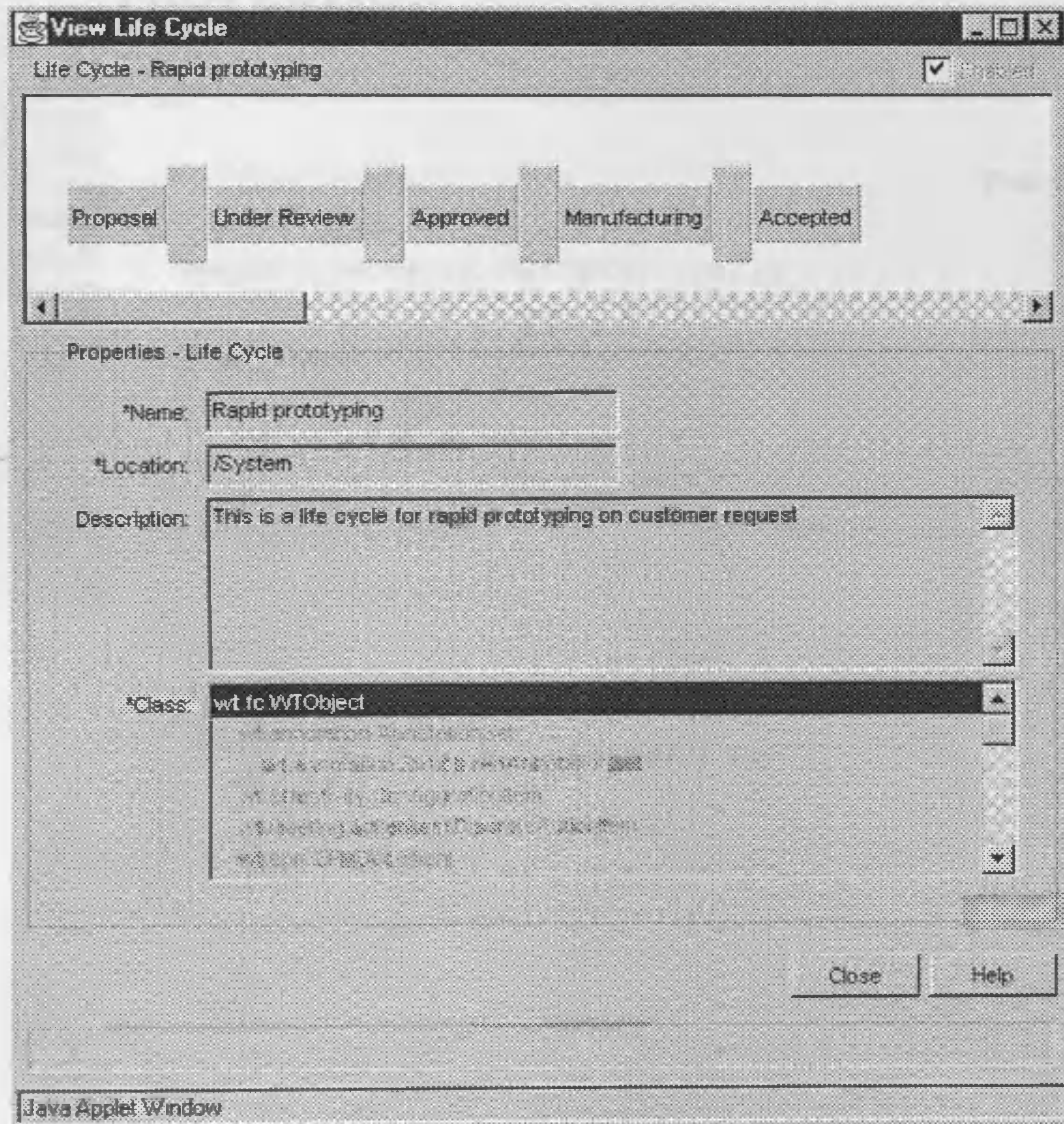 View Life Cycle
Life Cycle - Rapid prototyping Enabled
Proposal Under Review Approved Manufacturing Accepted
Properties - Life Cycle
*Name: Rapid prototyping
*Location: /System
Description: This is a life cycle for rapid prototyping on customer request
*Class: wt.fc.WTObject
Close Help
Java Applet Window